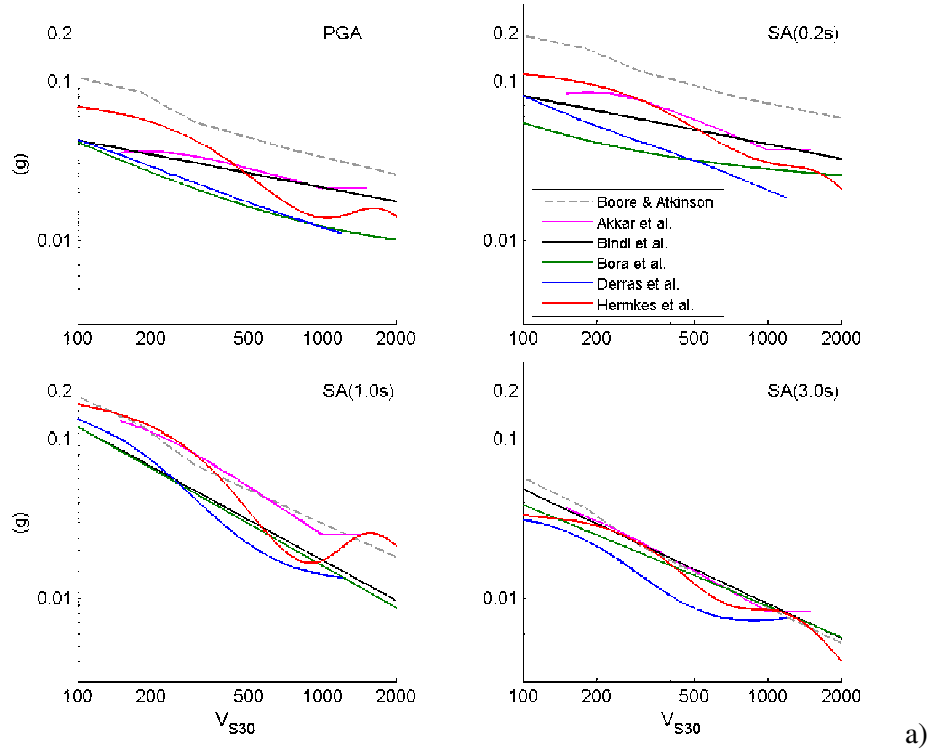 PGA
0.2
0.1
0.01
(g)
100 200 500 1000 2000
SA(0.2s)
0.2
0.1
0.01
Boore & Atkinson
Akkar et al.
Bindi et al.
Bora et al.
Derras et al.
Hermkes et al.
100 200 500 1000 2000
SA(1.0s)
0.2
0.1
0.01
(g)
100 200 500 1000 2000
VS30
SA(3.0s)
0.2
0.1
0.01
100 200 500 1000 2000
VS30
a)